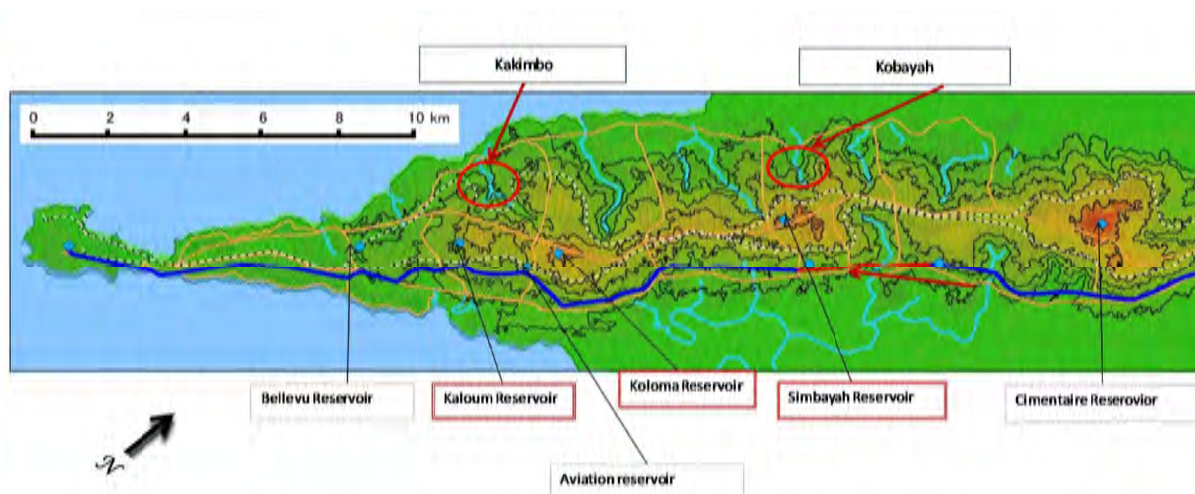 Kakimbo
Kobayah
0 2 4 6 8 10 km
Bellevu Reservoir
Kaloum Reservoir
Koloma Reservoir
Simbayah Reservoir
Cimentaire Reserovior
Aviation reservoir
N